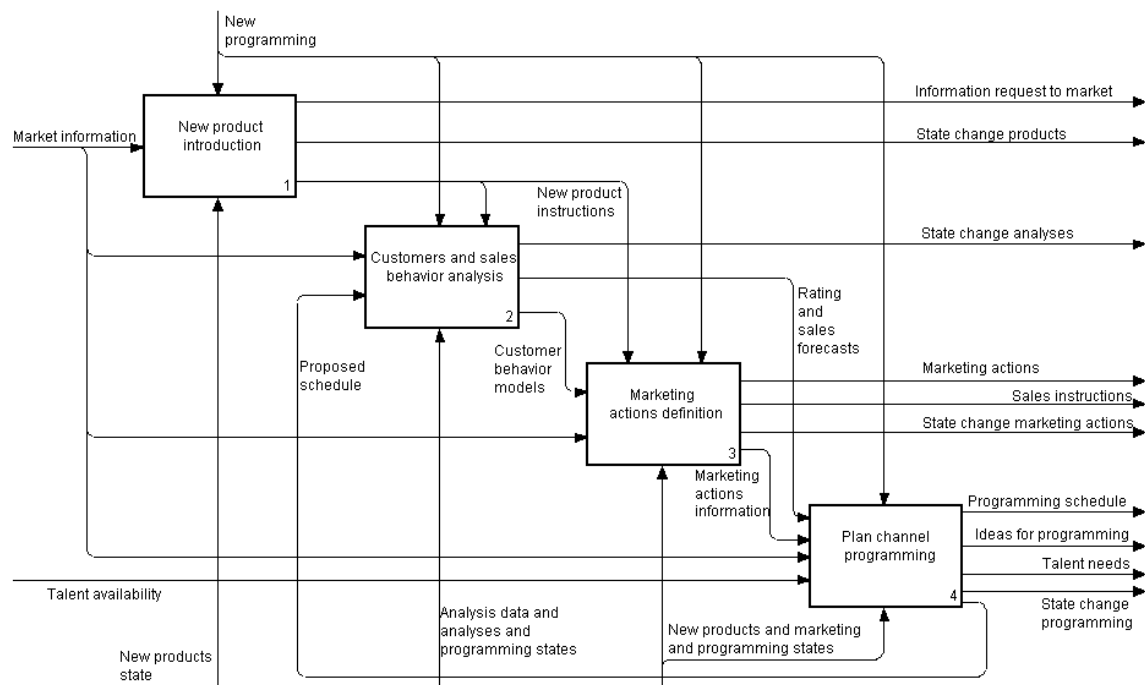 New
programming
Information request to market
New product
introduction
Market information
State change products
1
New product
instructions
State change analyses
Customers and sales
behavior analysis
2
Rating
and
sales
forecasts
Proposed
schedule
Customer
behavior
models
Marketing actions
Marketing
actions definition
Sales instructions
State change marketing actions
3
Marketing
actions
information
Programming schedule
Plan channel
programming
Ideas for programming
Talent needs
Talent availability
4
State change
programming
Analysis data and
analyses and
programming states
New products and marketing
and programming states
New products
state